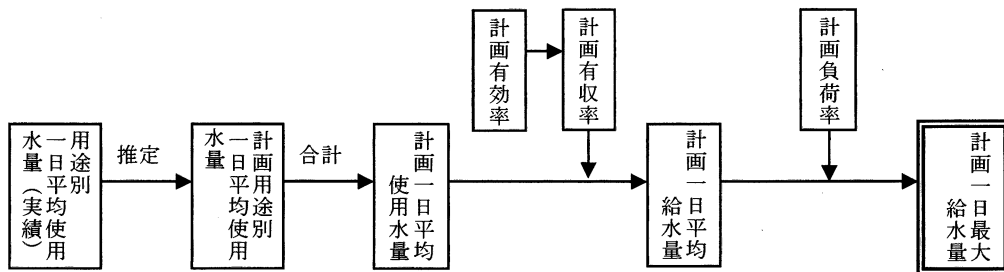 計画有効率
計画有収率
計画負荷率
用途別
一日平均使用
水量（実績）
推定
計画用途別
一日平均使用
水量
合計
計画一日平均
使用水量
計画一日平均
給水量
計画一日最大
給水量